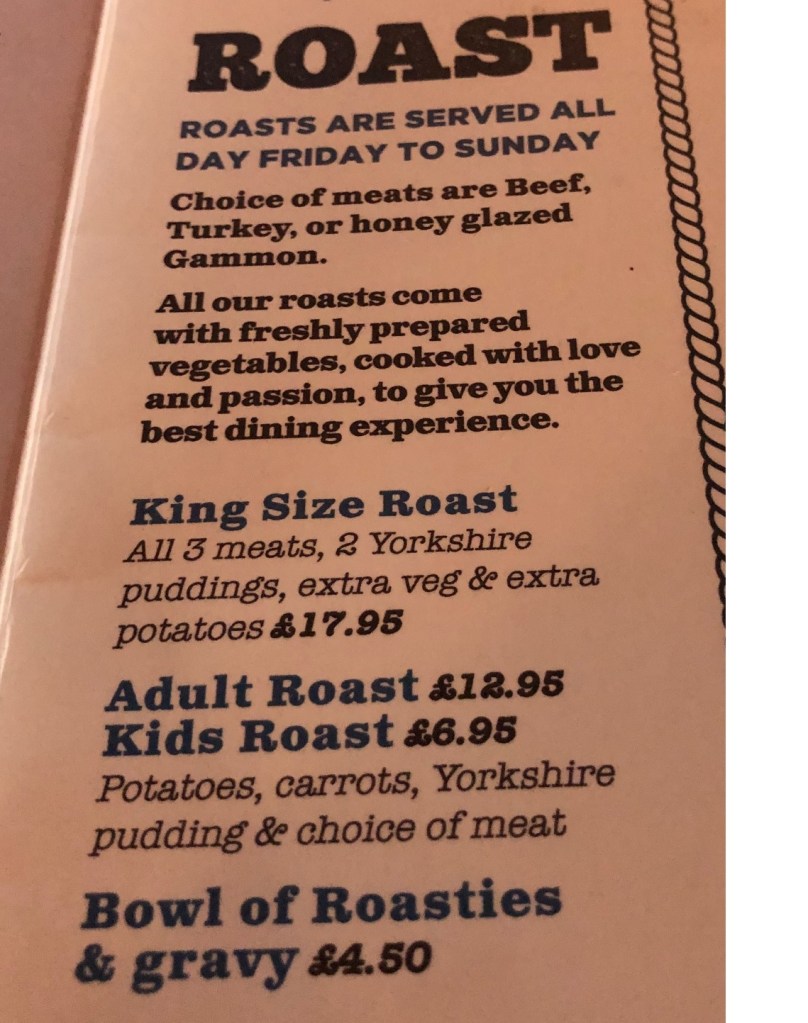 ROAST
ROASTS ARE SERVED ALL
DAY FRIDAY TO SUNDAY
Choice of meats are Beef,
Turkey, or honey glazed
Gammon.
All our roasts come
with freshly prepared
vegetables, cooked with love
and passion, to give you the
best dining experience.
King Size Roast
All 3 meats, 2 Yorkshire
puddings, extra veg & extra
potatoes £17.95
Adult Roast £12.95
Kids Roast £6.95
Potatoes, carrots, Yorkshire
pudding & choice of meat
Bowl of Roasties
& gravy £4.50